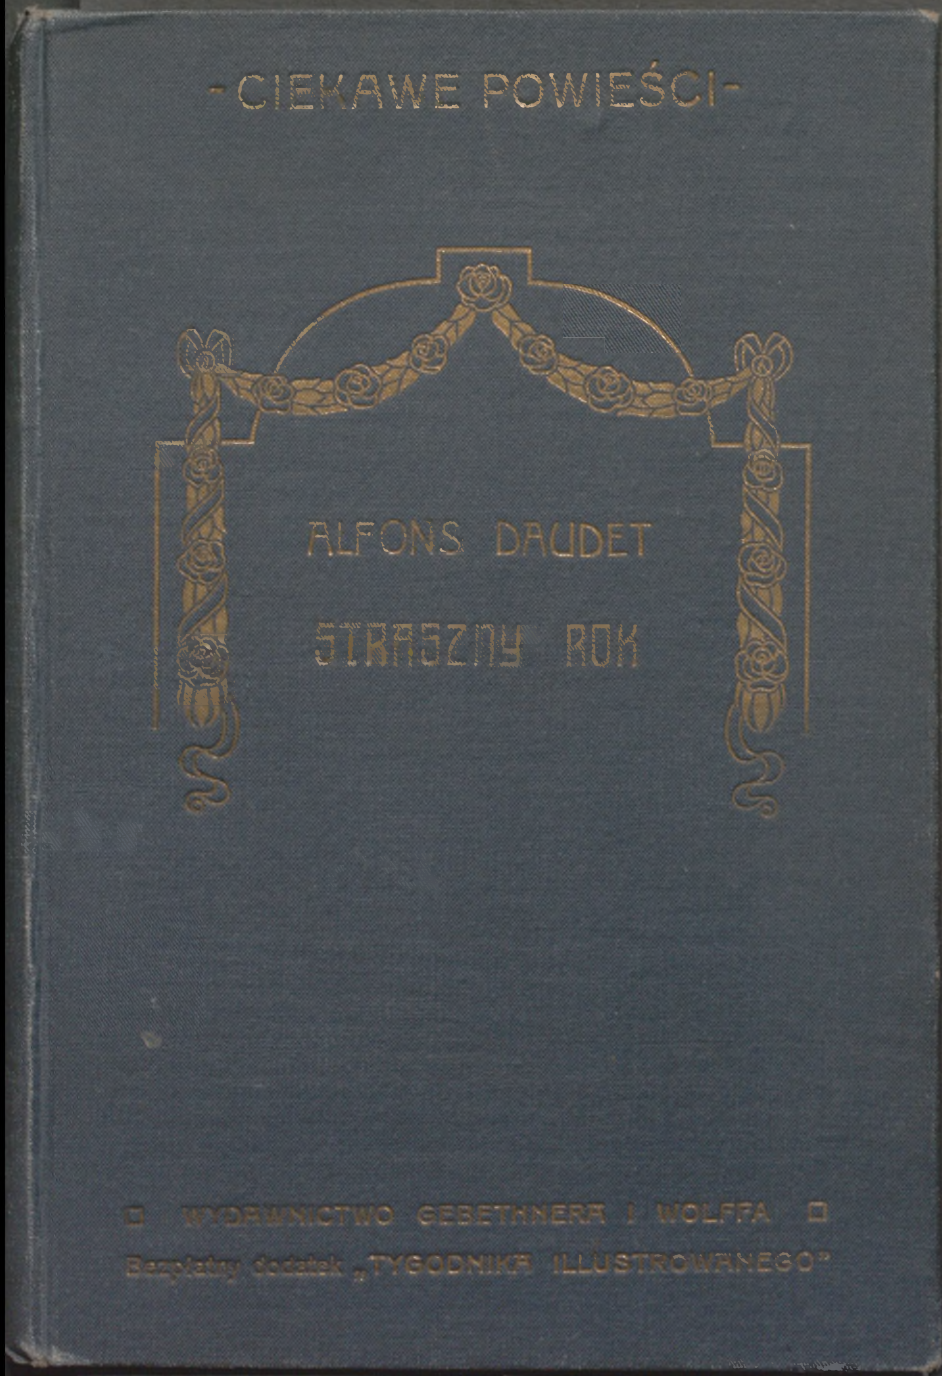 -CIEKAWE POWIEŚCI-
ALFONS DAUDET
STRASZNY ROK
WYDAWNICTWO GEBETHNERA I WOLFFA
Bezpłatny dodatek „TYGODNIKA ILLUSTROWANEGO"